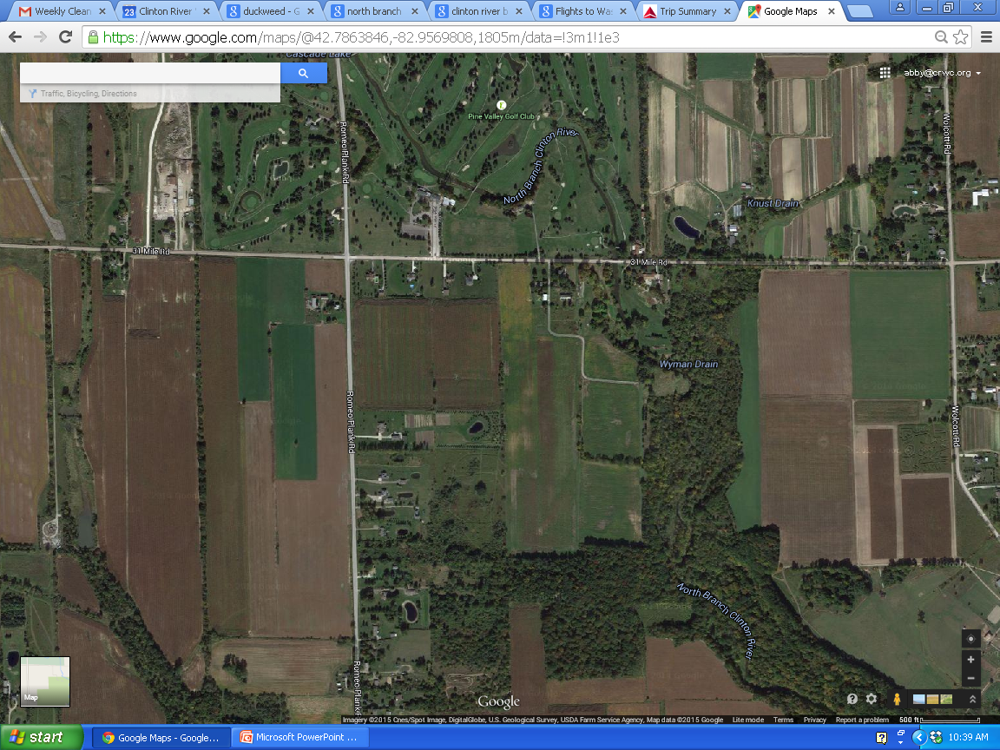 Weekly Clean
Clinton River
duckweed - G
north branch
clinton river b
Flights to Wa
Trip Summary
Google Maps
https://www.google.com/maps/@42.7863846,-82.9569808,1805m/data=!3m1!1e3
Cascade Lake
abby@crwc.org
Traffic, Bicycling, Directions
Pine Valley Golf Club
Romeo Plank Rd
North Branch Clinton River
Wolcott Rd
Knust Drain
31 Mile Rd
31 Mile Rd
Wyman Drain
Romeo Plank Rd
Wolcott Rd
North Branch Clinton River
Romeo Plank R
Map
Google
Imagery ©2015 Cnes/Spot Image, DigitalGlobe, U.S. Geological Survey, USDA Farm Service Agency, Map data ©2015 Google Lite mode Terms Privacy Report a problem 500 ft
start
Google Maps - Google...
Microsoft PowerPoint ...
10:39 AM